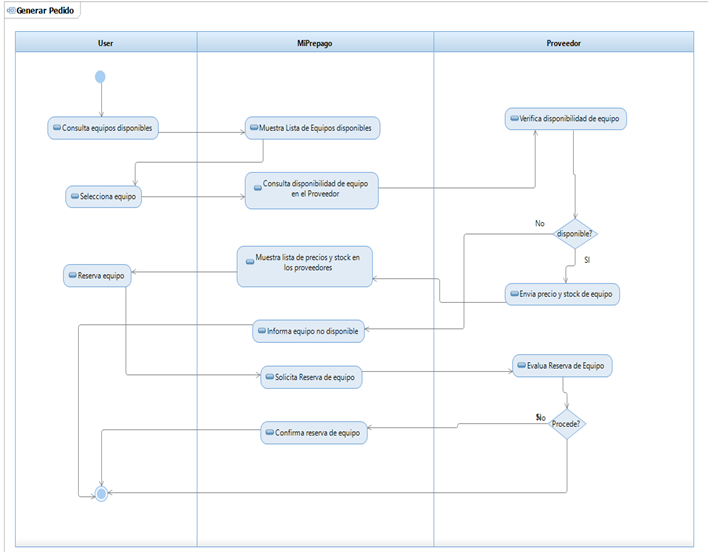 Generar Pedido
User
MiPrepago
Proveedor
Consulta equipos disponibles
Muestra Lista de Equipos disponibles
Verifica disponibilidad de equipo
Selecciona equipo
Consulta disponibilidad de equipo
en el Proveedor
No
disponible?
SI
Muestra lista de precios y stock en
los proveedores
Reserva equipo
Envia precio y stock de equipo
Informa equipo no disponible
Solicita Reserva de equipo
Evalua Reserva de Equipo
No
Procede?
Confirma reserva de equipo